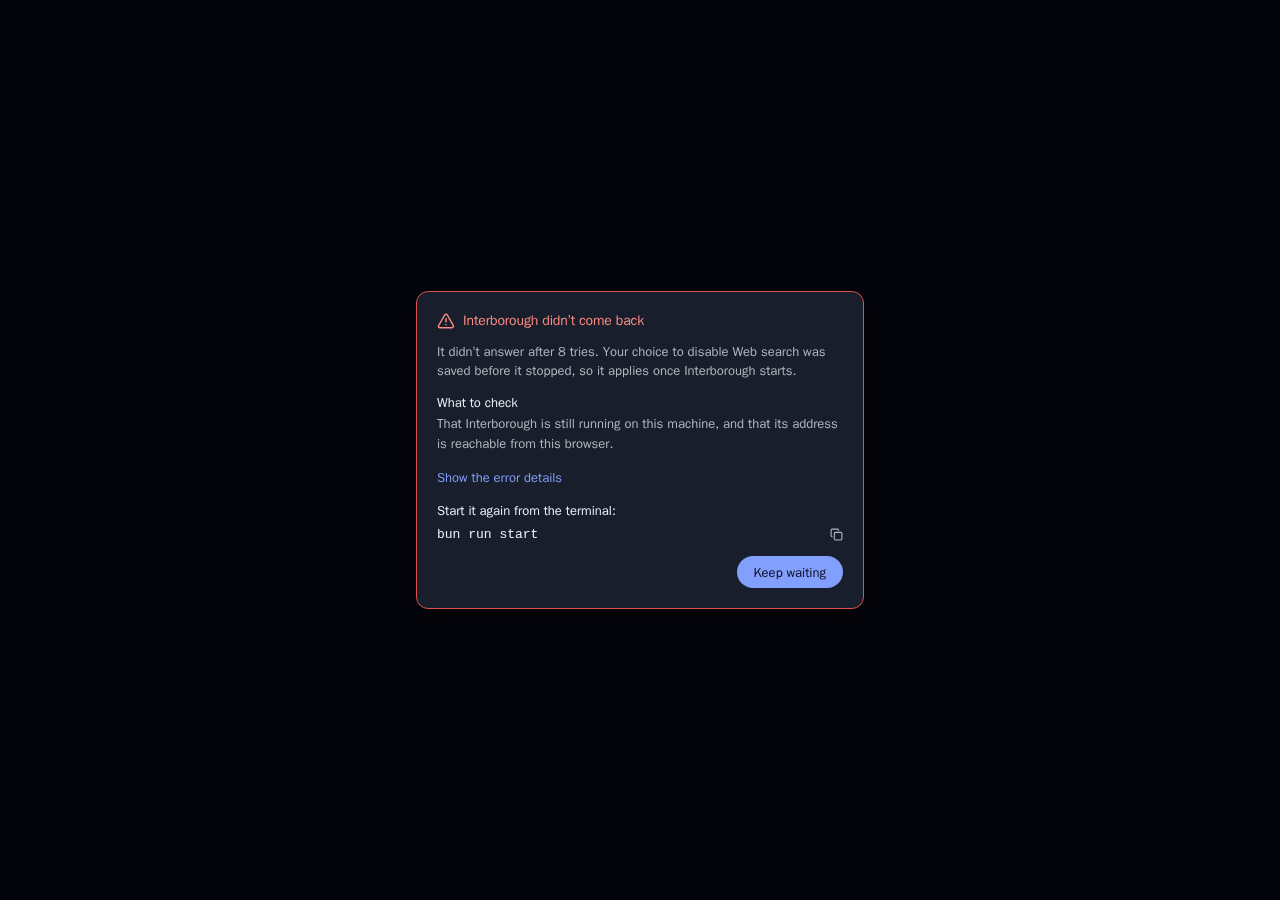 Interborough didn’t come back
It didn’t answer after 8 tries. Your choice to disable Web search was
saved before it stopped, so it applies once Interborough starts.
What to check
That Interborough is still running on this machine, and that its address
is reachable from this browser.
Show the error details
Start it again from the terminal:
bun run start
Keep waiting